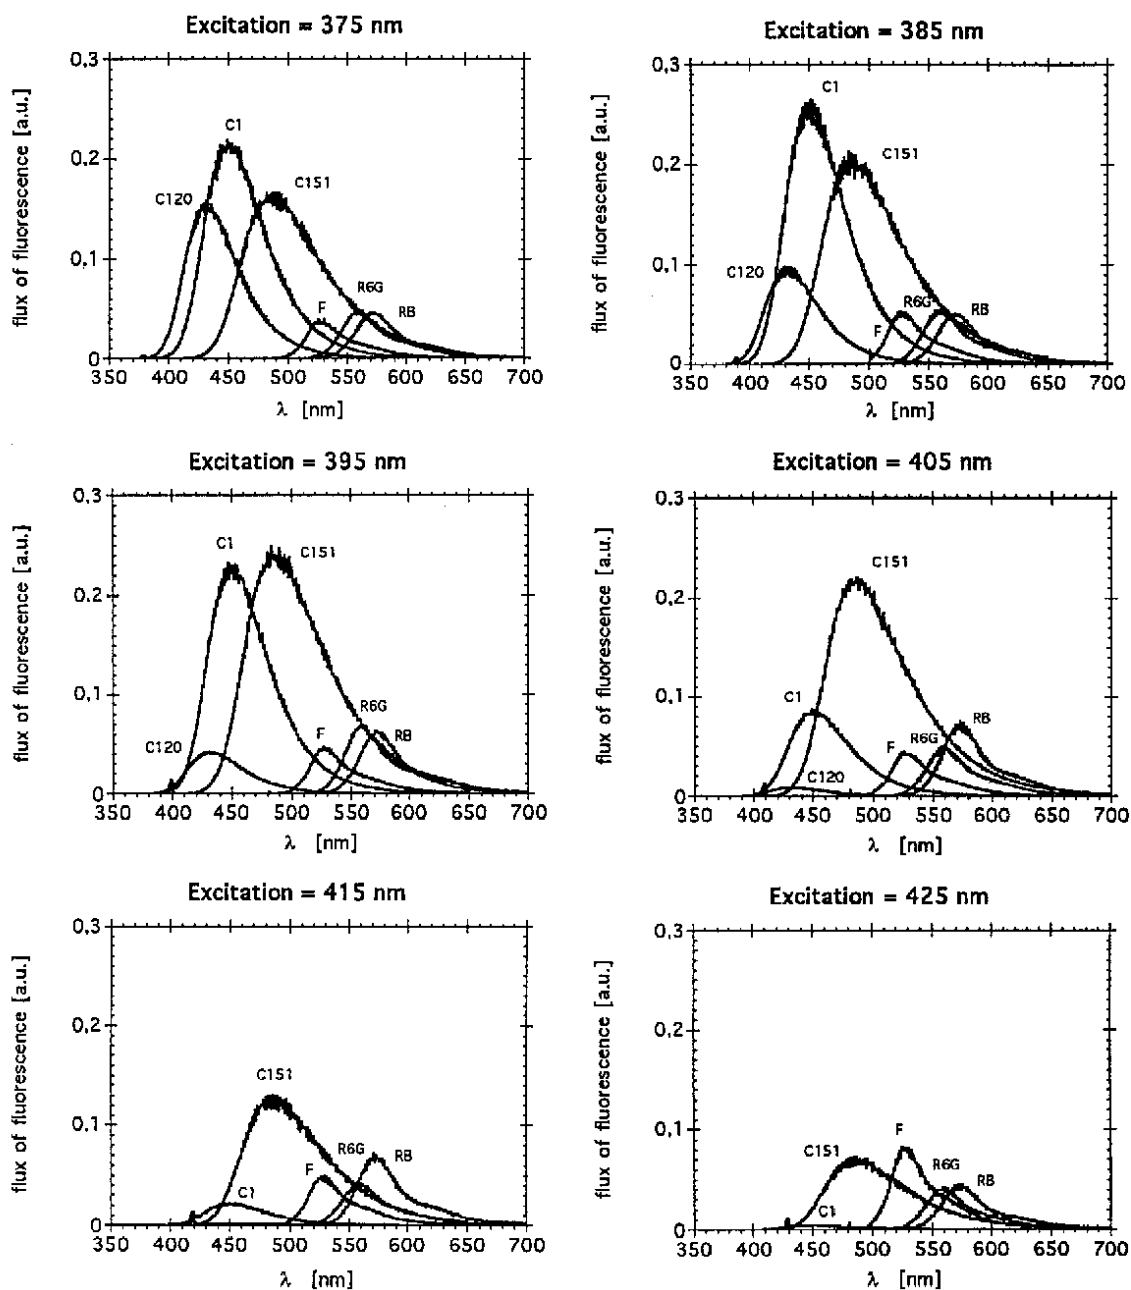 Excitation = 375 nm
flux of fluorescence [a.u.]
0,3
0,2
0,1
0
C1
C120
C151
F
R6G
RB
350 400 450 500 550 600 650 700
λ [nm]
Excitation = 385 nm
flux of fluorescence [a.u.]
0,3
0,2
0,1
0
C1
C151
C120
R6G
F
RB
350 400 450 500 550 600 650 700
λ [nm]
Excitation = 395 nm
flux of fluorescence [a.u.]
0,3
0,2
0,1
0
C1
C151
C120
R6G
F
RB
350 400 450 500 550 600 650 700
λ [nm]
Excitation = 405 nm
flux of fluorescence [a.u.]
0,3
0,2
0,1
0
C151
C1
C120
F
R6G
RB
350 400 450 500 550 600 650 700
λ [nm]
Excitation = 415 nm
flux of fluorescence [a.u.]
0,3
0,2
0,1
0
C151
C1
F
R6G
RB
350 400 450 500 550 600 650 700
λ [nm]
Excitation = 425 nm
flux of fluorescence [a.u.]
0,3
0,2
0,1
0
C151
C1
F
R6G
RB
350 400 450 500 550 600 650 700
λ [nm]